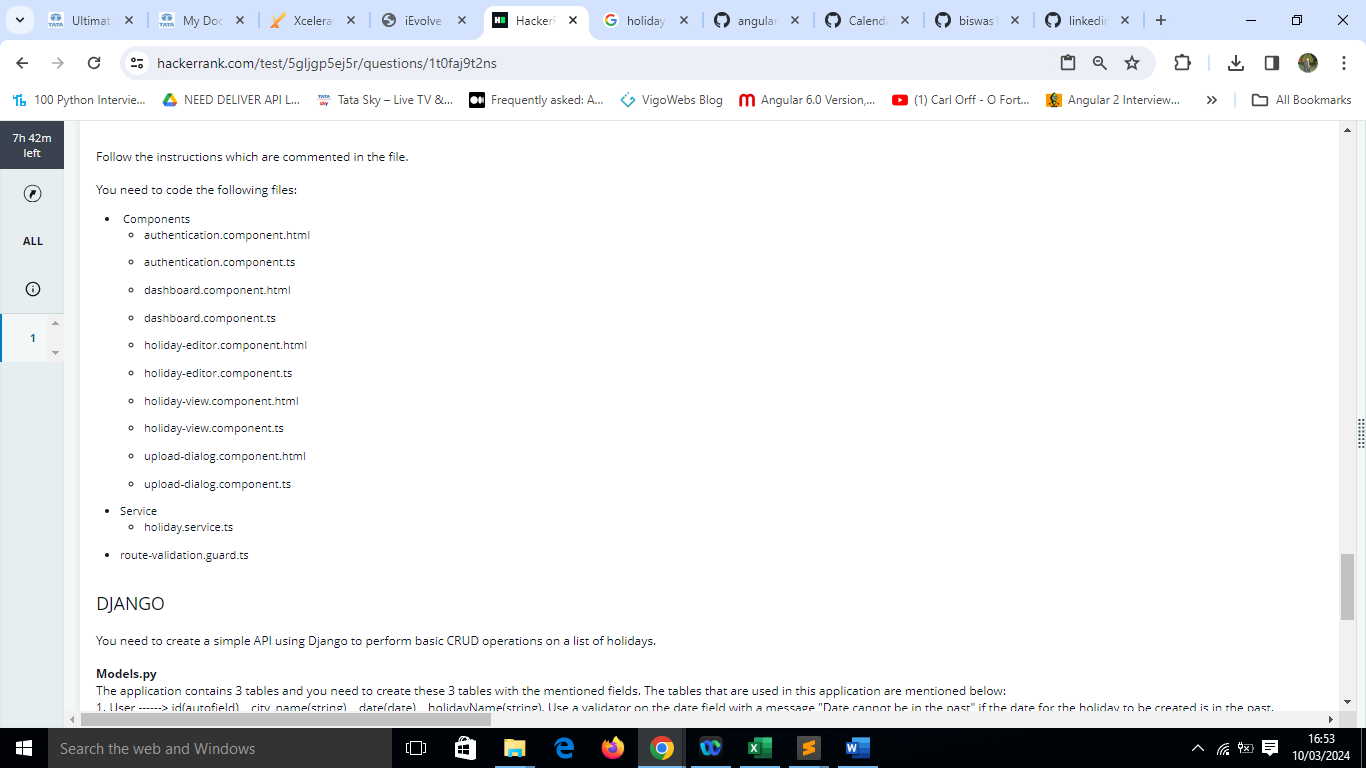 Ultimat
My Doc
Xcelera
iEvolve
HackerR
holiday
angular
Calenda
biswas1
linkedin
hackerrank.com/test/5gljgp5ej5r/questions/1t0faj9t2ns
100 Python Intervie...
NEED DELIVER API L...
Tata Sky – Live TV &...
Frequently asked: A...
VigoWebs Blog
Angular 6.0 Version,...
(1) Carl Orff - O Fort...
Angular 2 Interview...
All Bookmarks
7h 42m
left
ALL
1
Follow the instructions which are commented in the file.
You need to code the following files:
Components
authentication.component.html
authentication.component.ts
dashboard.component.html
dashboard.component.ts
holiday-editor.component.html
holiday-editor.component.ts
holiday-view.component.html
holiday-view.component.ts
upload-dialog.component.html
upload-dialog.component.ts
Service
holiday.service.ts
route-validation.guard.ts
DJANGO
You need to create a simple API using Django to perform basic CRUD operations on a list of holidays.
Models.py
The application contains 3 tables and you need to create these 3 tables with the mentioned fields. The tables that are used in this application are mentioned below:
1. User ------> id(autofield) , city_name(string) , date(date) , holidayName(string). Use a validator on the date field with a message "Date cannot be in the past" if the date for the holiday to be created is in the past.
Search the web and Windows
16:53
10/03/2024